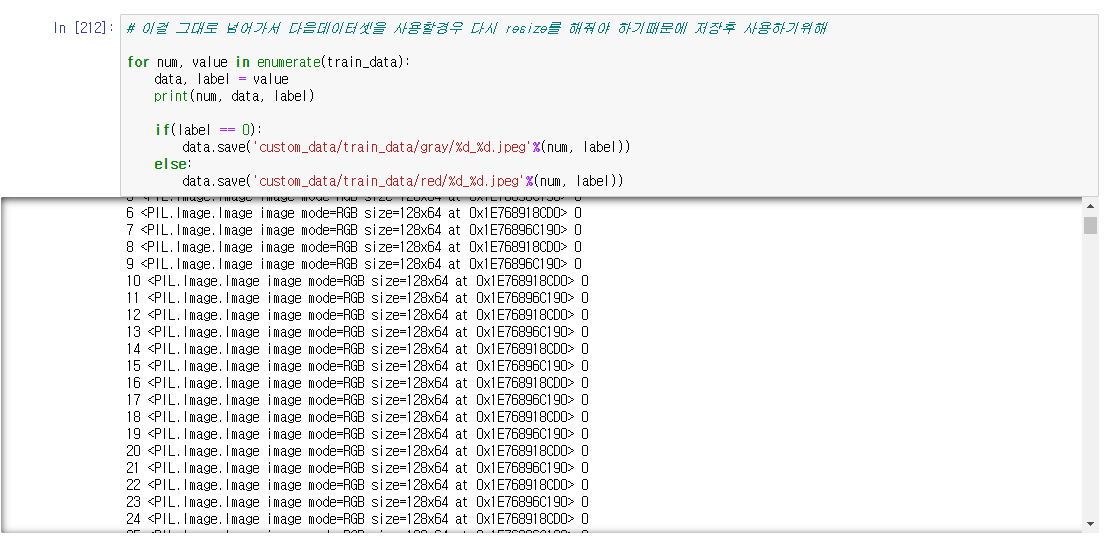 In [212]:
# 이걸 그대로 넘어가서 다음데이터셋을 사용할경우 다시 resize를 해줘야 하기때문에 저장후 사용하기위해
for num, value in enumerate(train_data):
data, label = value
print(num, data, label)
if(label == 0):
data.save('custom_data/train_data/gray/%d_%d.jpeg'%(num, label))
else:
data.save('custom_data/train_data/red/%d_%d.jpeg'%(num, label))
5 <PIL.Image.Image image mode=RGB size=128x64 at 0x1E76896C190> 0
6 <PIL.Image.Image image mode=RGB size=128x64 at 0x1E768918CD0> 0
7 <PIL.Image.Image image mode=RGB size=128x64 at 0x1E76896C190> 0
8 <PIL.Image.Image image mode=RGB size=128x64 at 0x1E768918CD0> 0
9 <PIL.Image.Image image mode=RGB size=128x64 at 0x1E76896C190> 0
10 <PIL.Image.Image image mode=RGB size=128x64 at 0x1E768918CD0> 0
11 <PIL.Image.Image image mode=RGB size=128x64 at 0x1E76896C190> 0
12 <PIL.Image.Image image mode=RGB size=128x64 at 0x1E768918CD0> 0
13 <PIL.Image.Image image mode=RGB size=128x64 at 0x1E76896C190> 0
14 <PIL.Image.Image image mode=RGB size=128x64 at 0x1E768918CD0> 0
15 <PIL.Image.Image image mode=RGB size=128x64 at 0x1E76896C190> 0
16 <PIL.Image.Image image mode=RGB size=128x64 at 0x1E768918CD0> 0
17 <PIL.Image.Image image mode=RGB size=128x64 at 0x1E76896C190> 0
18 <PIL.Image.Image image mode=RGB size=128x64 at 0x1E768918CD0> 0
19 <PIL.Image.Image image mode=RGB size=128x64 at 0x1E76896C190> 0
20 <PIL.Image.Image image mode=RGB size=128x64 at 0x1E768918CD0> 0
21 <PIL.Image.Image image mode=RGB size=128x64 at 0x1E76896C190> 0
22 <PIL.Image.Image image mode=RGB size=128x64 at 0x1E768918CD0> 0
23 <PIL.Image.Image image mode=RGB size=128x64 at 0x1E76896C190> 0
24 <PIL.Image.Image image mode=RGB size=128x64 at 0x1E768918CD0> 0